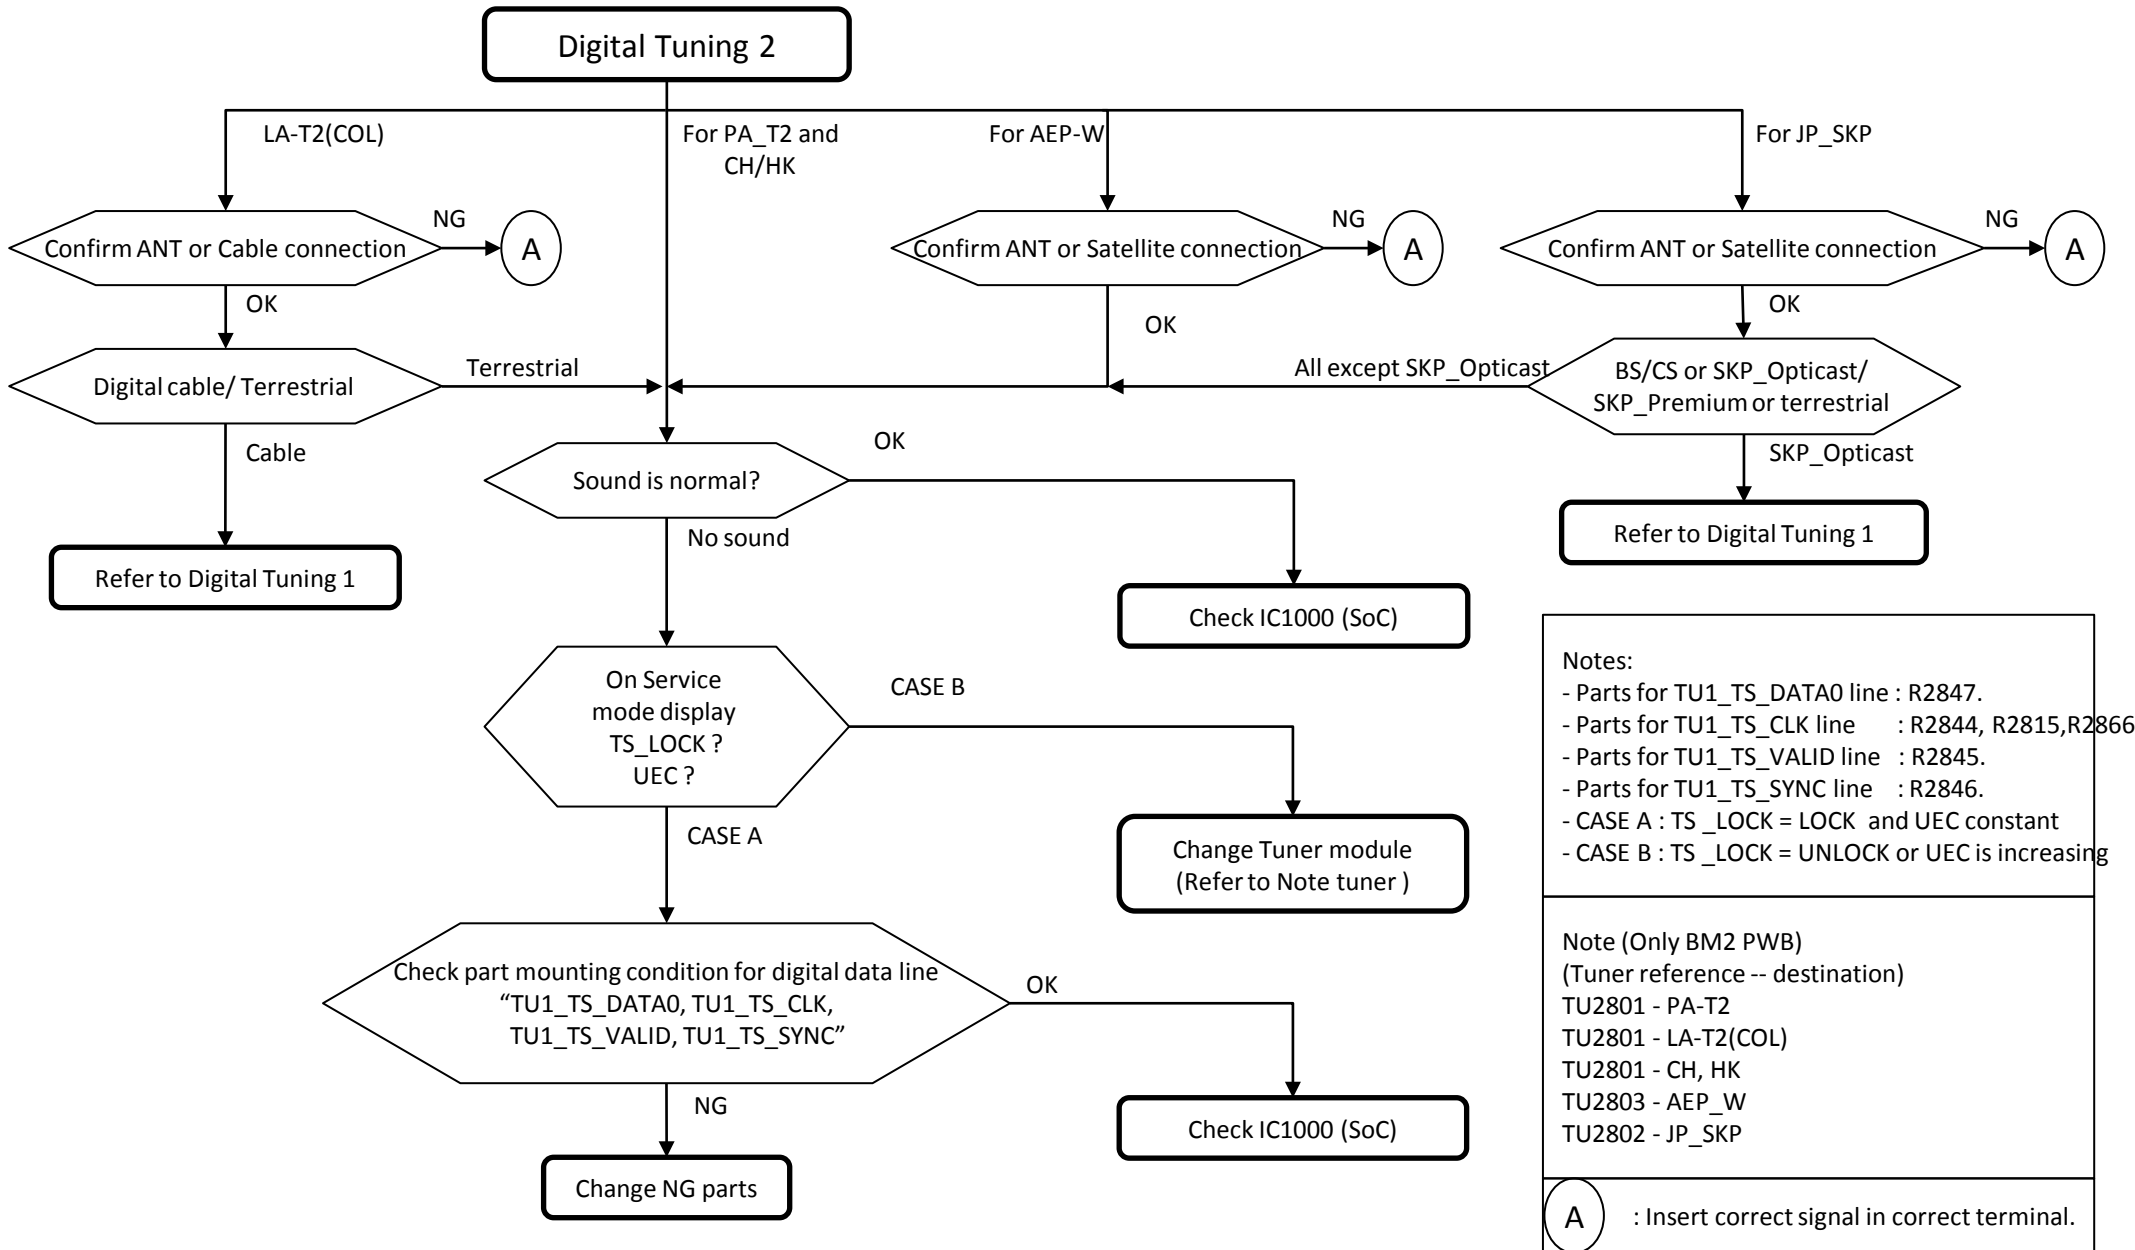 Digital Tuning 2
LA-T2(COL)
For PA_T2 and
CH/HK
For AEP-W
For JP_SKP
Confirm ANT or Cable connection
NG
A
Confirm ANT or Satellite connection
NG
A
Confirm ANT or Satellite connection
NG
A
OK
OK
OK
Digital cable/ Terrestrial
Terrestrial
All except SKP_Opticast
BS/CS or SKP_Opticast/
SKP_Premium or terrestrial
Cable
SKP_Opticast
Refer to Digital Tuning 1
Refer to Digital Tuning 1
Sound is normal?
OK
No sound
Check IC1000 (SoC)
On Service
mode display
TS_LOCK ?
UEC ?
CASE B
CASE A
Change Tuner module
(Refer to Note tuner )
Check part mounting condition for digital data line
“TU1_TS_DATA0, TU1_TS_CLK,
TU1_TS_VALID, TU1_TS_SYNC”
OK
NG
Check IC1000 (SoC)
Change NG parts
Notes:
- Parts for TU1_TS_DATA0 line : R2847.
- Parts for TU1_TS_CLK line : R2844, R2815,R2866
- Parts for TU1_TS_VALID line : R2845.
- Parts for TU1_TS_SYNC line : R2846.
- CASE A : TS _LOCK = LOCK and UEC constant
- CASE B : TS _LOCK = UNLOCK or UEC is increasing
Note (Only BM2 PWB)
(Tuner reference -- destination)
TU2801 - PA-T2
TU2801 - LA-T2(COL)
TU2801 - CH, HK
TU2803 - AEP_W
TU2802 - JP_SKP
A : Insert correct signal in correct terminal.